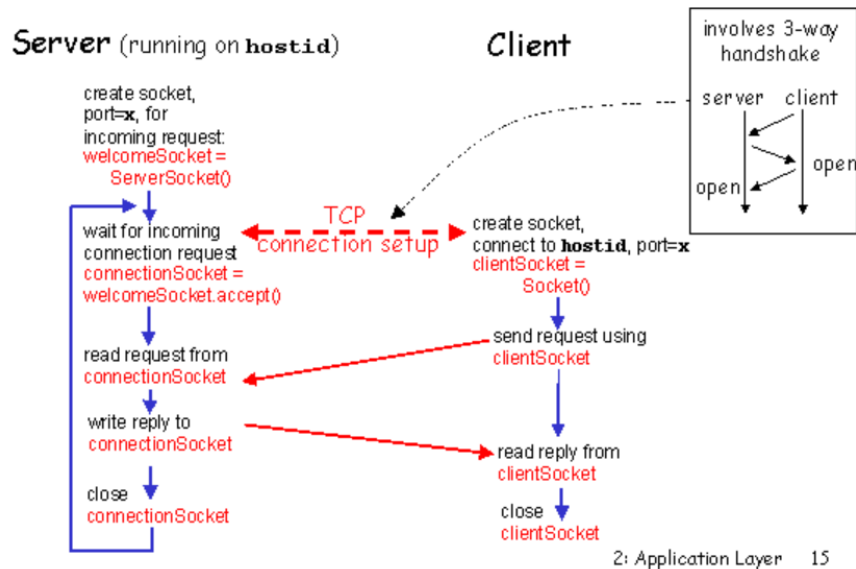 Server (running on hostid)
Client
create socket,
port=x, for
incoming request:
welcomeSocket =
ServerSocket()
wait for incoming
connection request
connectionSocket =
welcomeSocket.accept()
read request from
connectionSocket
write reply to
connectionSocket
close
connectionSocket
TCP
connection setup
create socket,
connect to hostid, port=x
clientSocket =
Socket()
send request using
clientSocket
read reply from
clientSocket
close
clientSocket
involves 3-way
handshake
server client
open
open
2: Application Layer 15